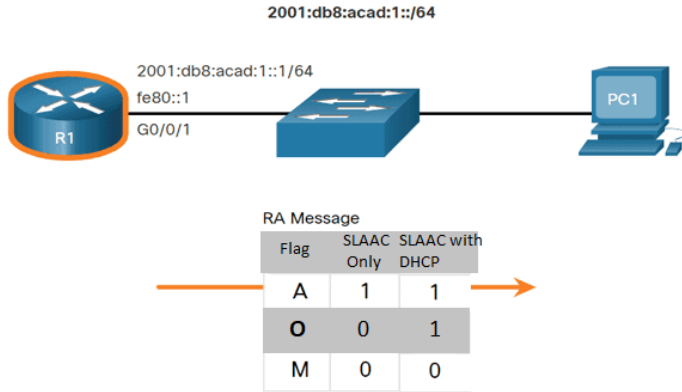 2001:db8:acad:1::/64
2001:db8:acad:1::1/64
fe80::1
G0/0/1
R1
PC1
RA Message
Flag SLAAC Only SLAAC with DHCP
A 1 1
O 0 1
M 0 0